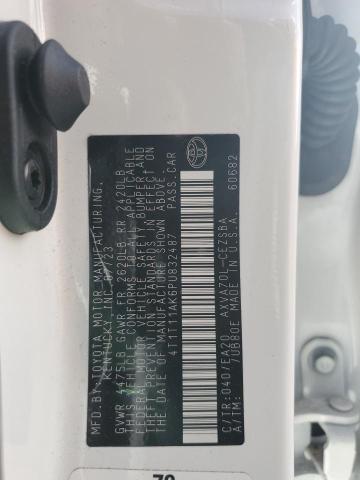 MFD. BY: TOYOTA MOTOR MANUFACTURING,
KENTUCKY, INC. 07/23
GVWR 4475LB GAWR FR 2620LB RR 2420LB
THIS VEHICLE CONFORMS TO ALL APPLICABLE
FEDERAL MOTOR VEHICLE SAFETY, BUMPER, AND
THEFT PREVENTION STANDARDS IN EFFECT ON
THE DATE OF MANUFACTURE SHOWN ABOVE.
4T1T11AK6PU832487 PASS.CAR
C/TR:040/EA20 AXVA70L-CEZSBA
A/TM: /UB80E MADE IN U.S.A. 60682